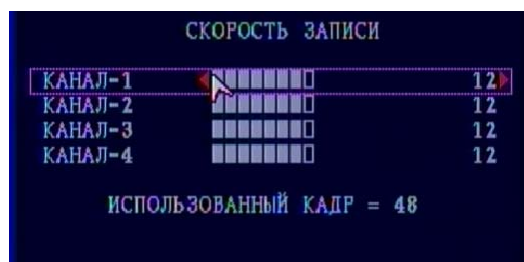 СКОРОСТЬ ЗАПИСИ
КАНАЛ-1 12
КАНАЛ-2 12
КАНАЛ-3 12
КАНАЛ-4 12
ИСПОЛЬЗОВАННЫЙ КАДР = 48